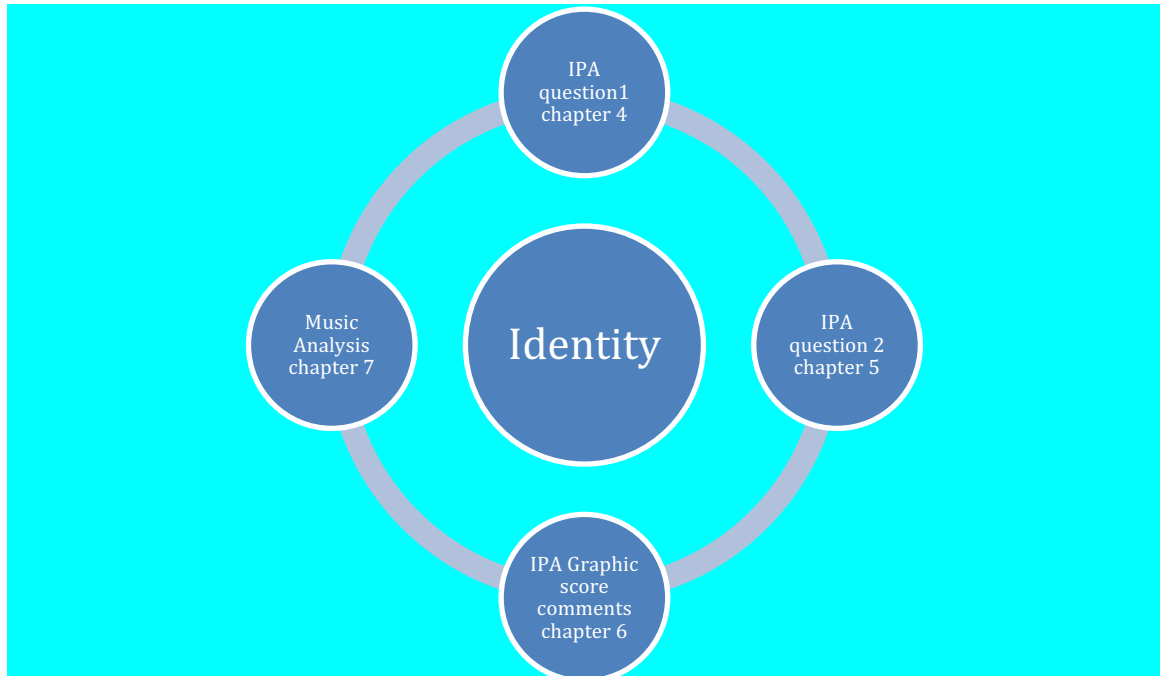 IPA
question1
chapter 4
Music
Analysis
chapter 7
Identity
IPA
question 2
chapter 5
IPA Graphic
score
comments
chapter 6